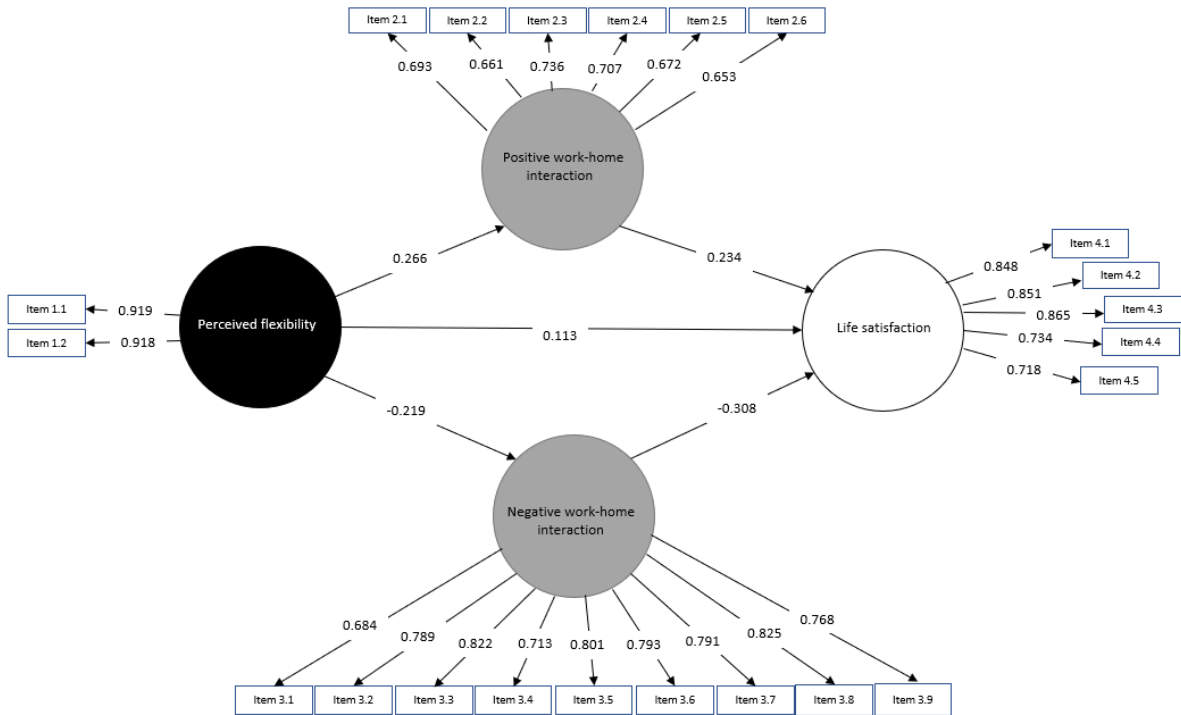 Item 2.1
Item 2.2
Item 2.3
Item 2.4
Item 2.5
Item 2.6
0.693
0.661
0.736
0.707
0.672
0.653
Positive work-home
interaction
0.266
0.234
Item 1.1
Item 1.2
0.919
0.918
Perceived flexibility
0.113
Life satisfaction
0.848
0.851
0.865
0.734
0.718
Item 4.1
Item 4.2
Item 4.3
Item 4.4
Item 4.5
-0.219
-0.308
Negative work-home
interaction
0.684
0.789
0.822
0.713
0.801
0.793
0.791
0.825
0.768
Item 3.1
Item 3.2
Item 3.3
Item 3.4
Item 3.5
Item 3.6
Item 3.7
Item 3.8
Item 3.9